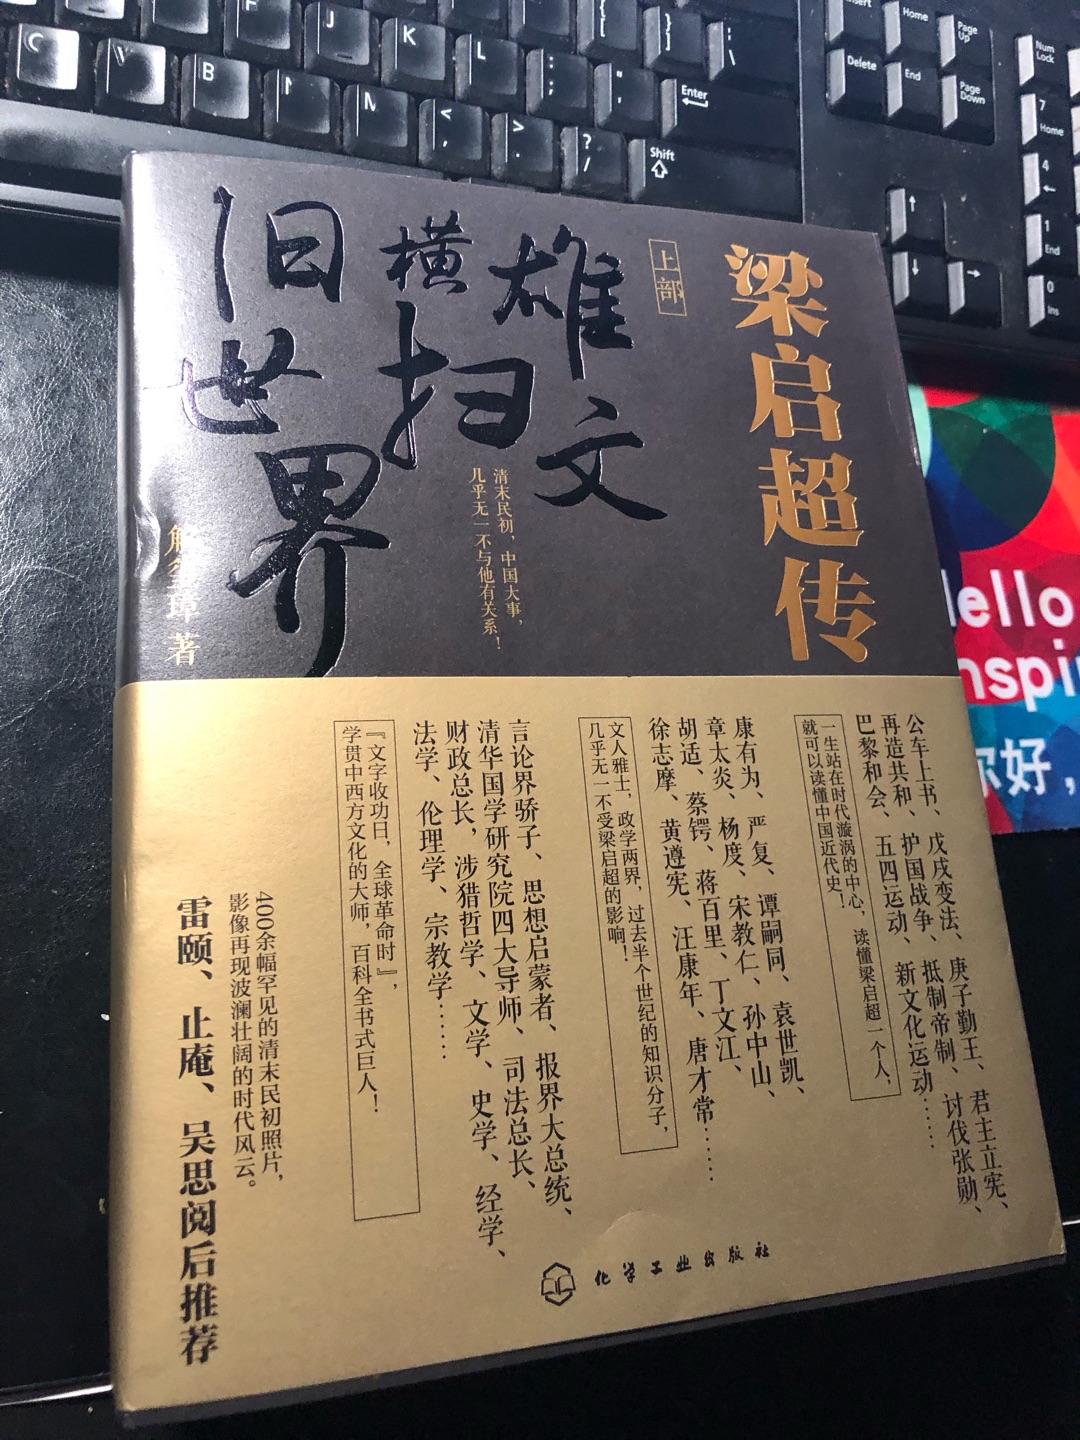 C
V
B
F
J
K
L
N
M
{
[
}
]
|
\
:
;
"
'
<
,
>
.
?
/
Enter
Shift
Insert
Home
Page Up
Delete
End
Page Down
Num Lock
7
Home
4
1
End
0
Ins
梁启超传
上部
雄文
横扫
旧世界
清末民初，中国大事，
几乎无一不与他有关系！
解玺璋 著
公车上书、戊戌变法、庚子勤王、君主立宪、
再造共和、护国战争、抵制帝制、讨伐张勋、
巴黎和会、五四运动、新文化运动……
一生站在时代漩涡的中心，读懂梁启超一个人，
就可以读懂中国近代史！
康有为、严复、谭嗣同、袁世凯、
章太炎、杨度、宋教仁、孙中山、
胡适、蔡锷、蒋百里、丁文江、
徐志摩、黄遵宪、汪康年、唐才常……
文人雅士，政学两界，过去半个世纪的知识分子，
几乎无一不受梁启超的影响！
言论界骄子、思想启蒙者、报界大总统、
清华国学研究院四大导师、司法总长、
财政总长，涉猎哲学、文学、史学、经学、
法学、伦理学、宗教学……
『文字收功日，全球革命时』，
学贯中西方文化的大师，百科全书式巨人！
400余幅罕见的清末民初照片，
影像再现波澜壮阔的时代风云。
雷颐、止庵、吴思阅后推荐
化学工业出版社
ello
nspi
你好，